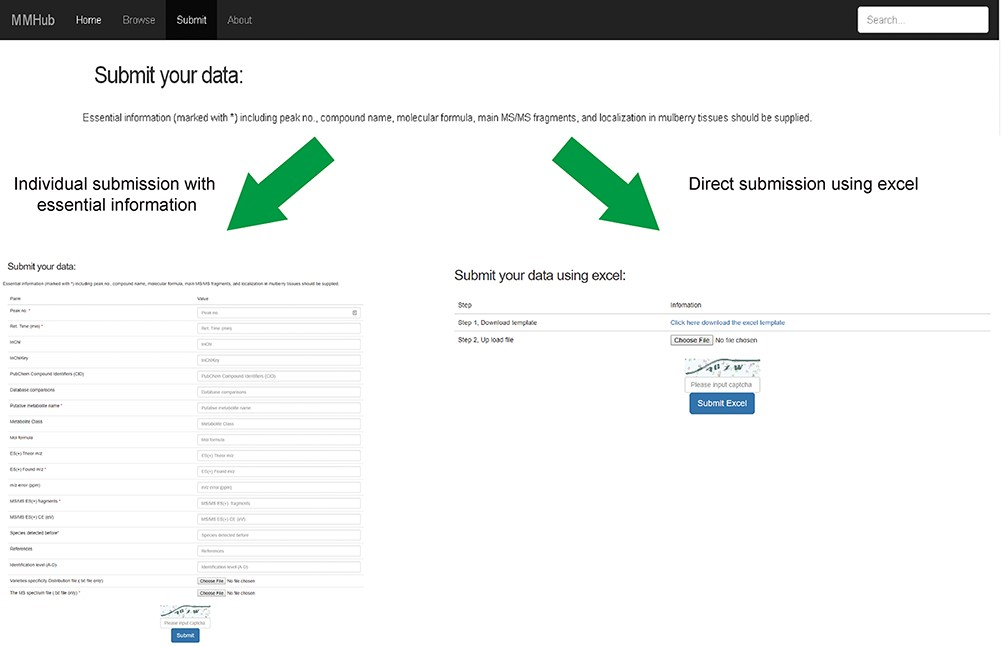 MMHub Home Browse Submit About Search...
Submit your data:
Essential information (marked with *) including peak no., compound name, molecular formula, main MS/MS fragments, and localization in mulberry tissues should be supplied.
Individual submission with
essential information
Direct submission using excel
Submit your data:
Essential information (marked with *) including peak no., compound name, molecular formula, main MS/MS fragments, and localization in mulberry tissues should be supplied.
Value
Peak no. * Peak no
Ret. Time (min) * Ret. Time (min)
InChI InChI
InChIKey InChIKey
PubChem Compound Identifiers (CID) PubChem Compound Identifiers (CID)
Database comparisons Database comparisons
Putative metabolite name * Putative metabolite name
Metabolite Class Metabolite Class
Mol formula Mol formula
ES(+) Theor m/z ES(+) Theor m/z
ES(+) Found m/z * ES(+) Found m/z
m/z error (ppm) m/z error (ppm)
MS/MS ES(+) fragments * MS/MS ES(+) fragments
MS/MS ES(+) CE (eV) MS/MS ES(+) CE (eV)
Species detected before* Species detected before
References References
Identification level (A-D) Identification level (A-D)
Varieties-specificity Distribution file (.txt file only) Choose File No file chosen
The MS spectrum file (.txt file only) * Choose File No file chosen
Please input captcha
Submit
Submit your data using excel:
Step Infomation
Step 1, Download template Click here download the excel template
Step 2, Up load file Choose File No file chosen
Please input captcha
Submit Excel